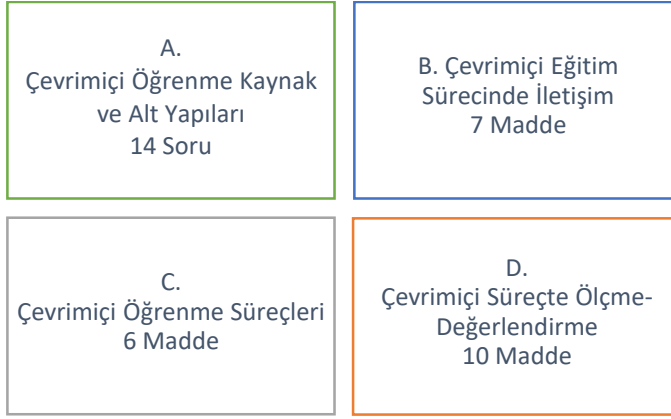 A.
Çevrimiçi Öğrenme Kaynak
ve Alt Yapıları
14 Soru
B. Çevrimiçi Eğitim
Sürecinde İletişim
7 Madde
C.
Çevrimiçi Öğrenme Süreçleri
6 Madde
D.
Çevrimiçi Süreçte Ölçme-
Değerlendirme
10 Madde